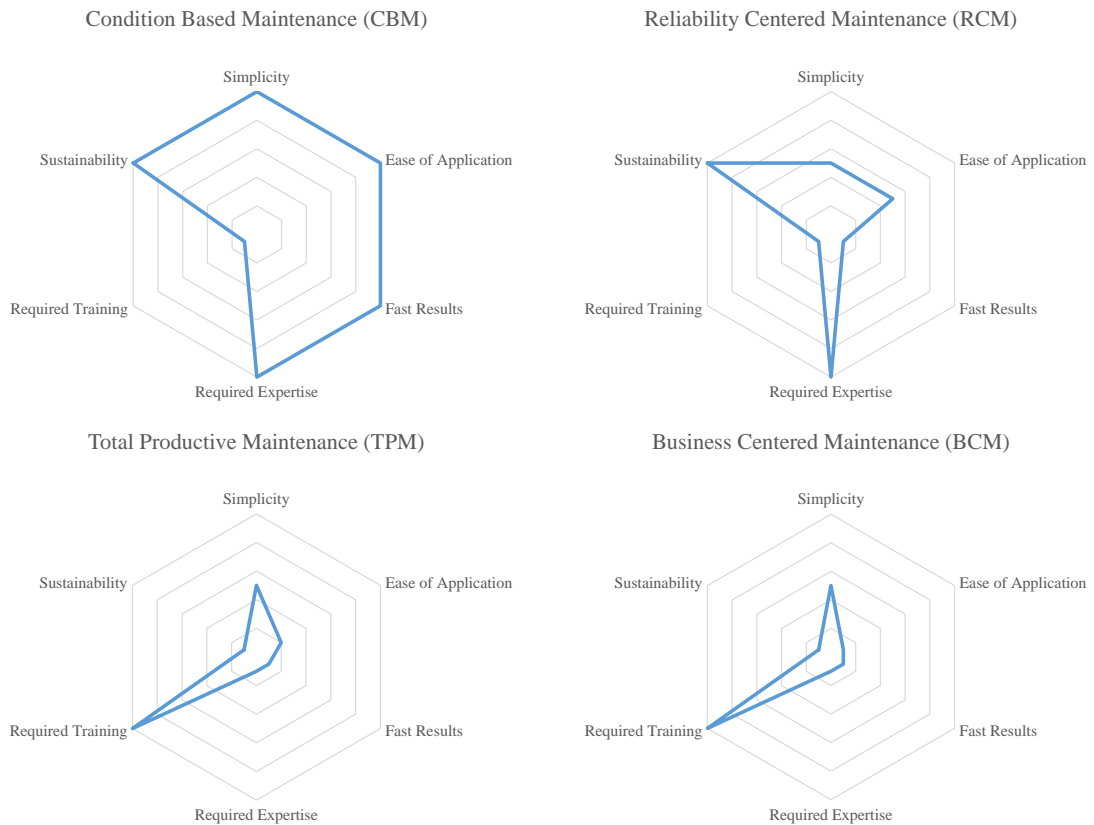 Condition Based Maintenance (CBM)
Simplicity
Sustainability
Ease of Application
Required Training
Fast Results
Required Expertise
Reliability Centered Maintenance (RCM)
Simplicity
Sustainability
Ease of Application
Required Training
Fast Results
Required Expertise
Total Productive Maintenance (TPM)
Simplicity
Sustainability
Ease of Application
Required Training
Fast Results
Required Expertise
Business Centered Maintenance (BCM)
Simplicity
Sustainability
Ease of Application
Required Training
Fast Results
Required Expertise